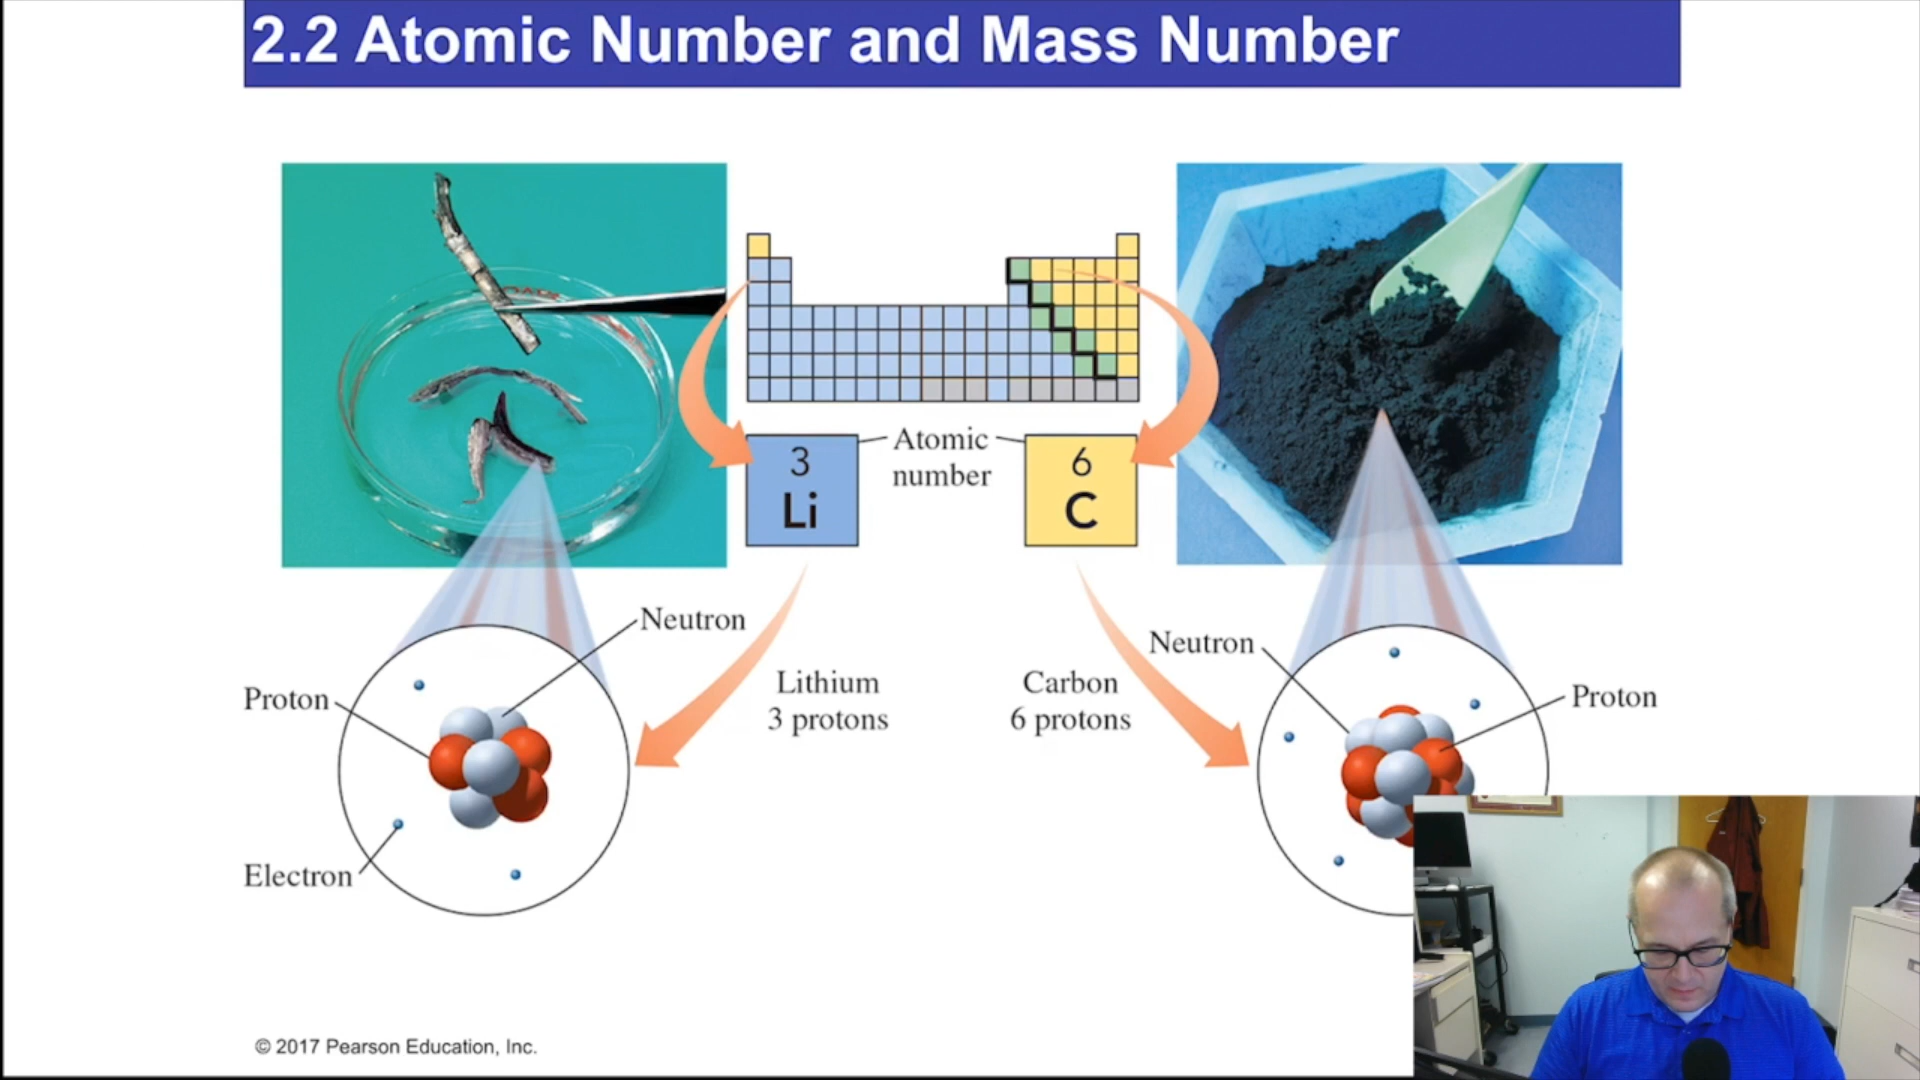 2.2 Atomic Number and Mass Number
3
Li
Atomic
number
6
C
Neutron
Proton
Lithium
3 protons
Electron
Carbon
6 protons
Neutron
Proton
© 2017 Pearson Education, Inc.